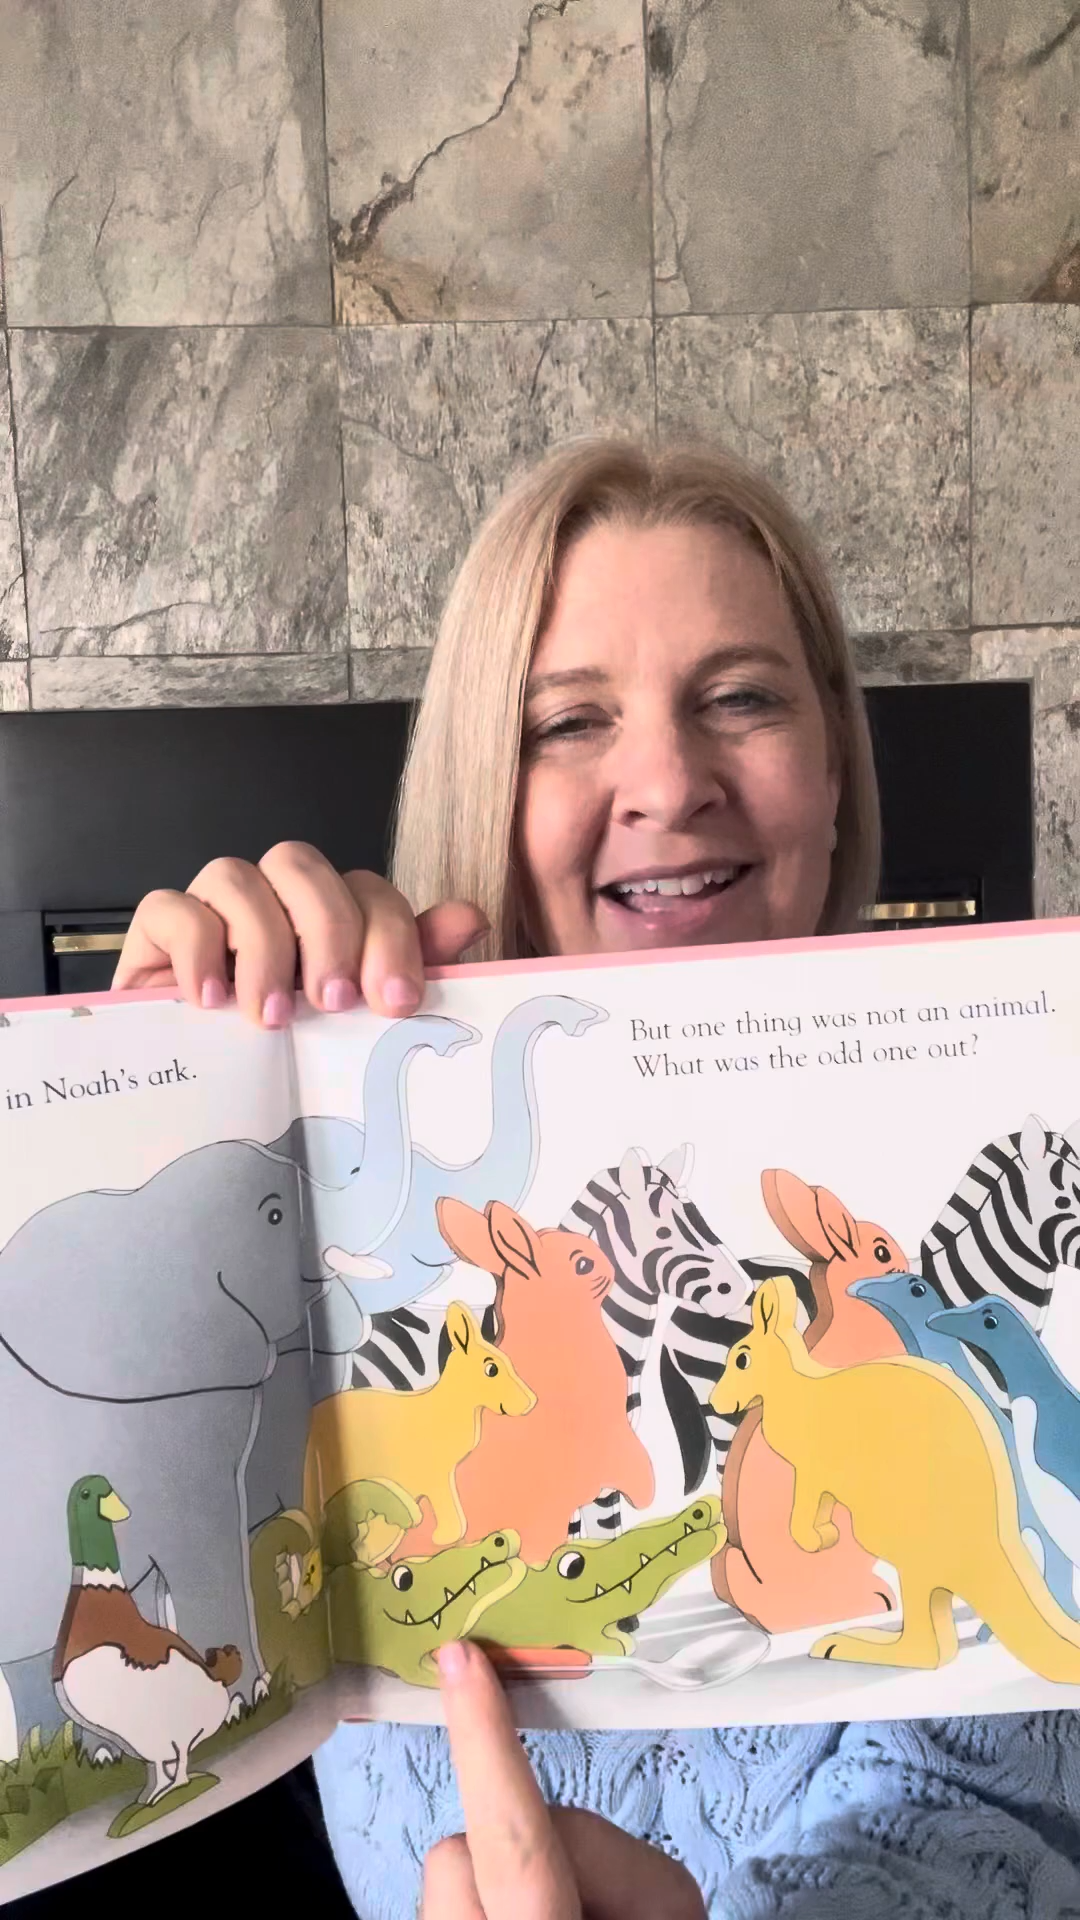 in Noah's ark.
But one thing was not an animal.
What was the odd one out?